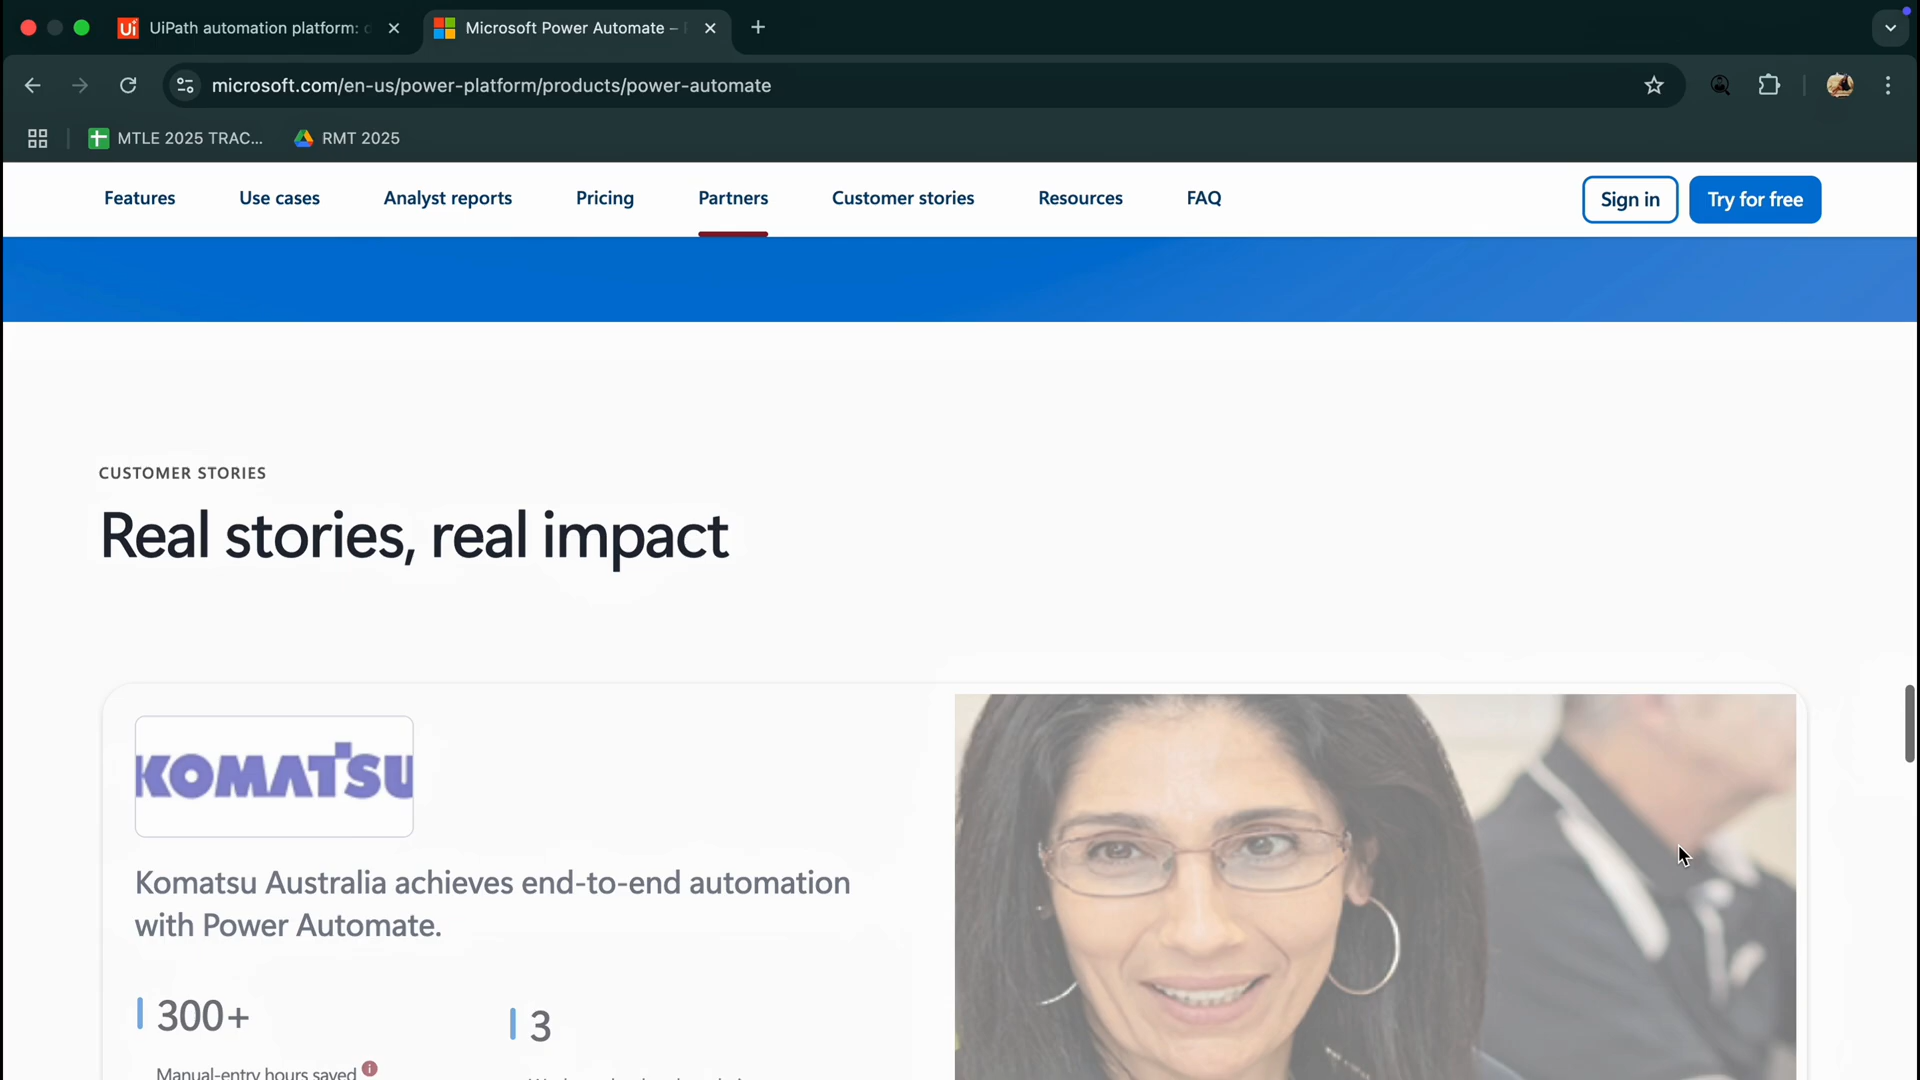 UiPath automation platform:
Microsoft Power Automate –
microsoft.com/en-us/power-platform/products/power-automate
MTLE 2025 TRAC...
RMT 2025
Features
Use cases
Analyst reports
Pricing
Partners
Customer stories
Resources
FAQ
Sign in
Try for free
CUSTOMER STORIES
Real stories, real impact
KOMATSU
Komatsu Australia achieves end-to-end automation
with Power Automate.
300+
3
Manual-entry hours saved